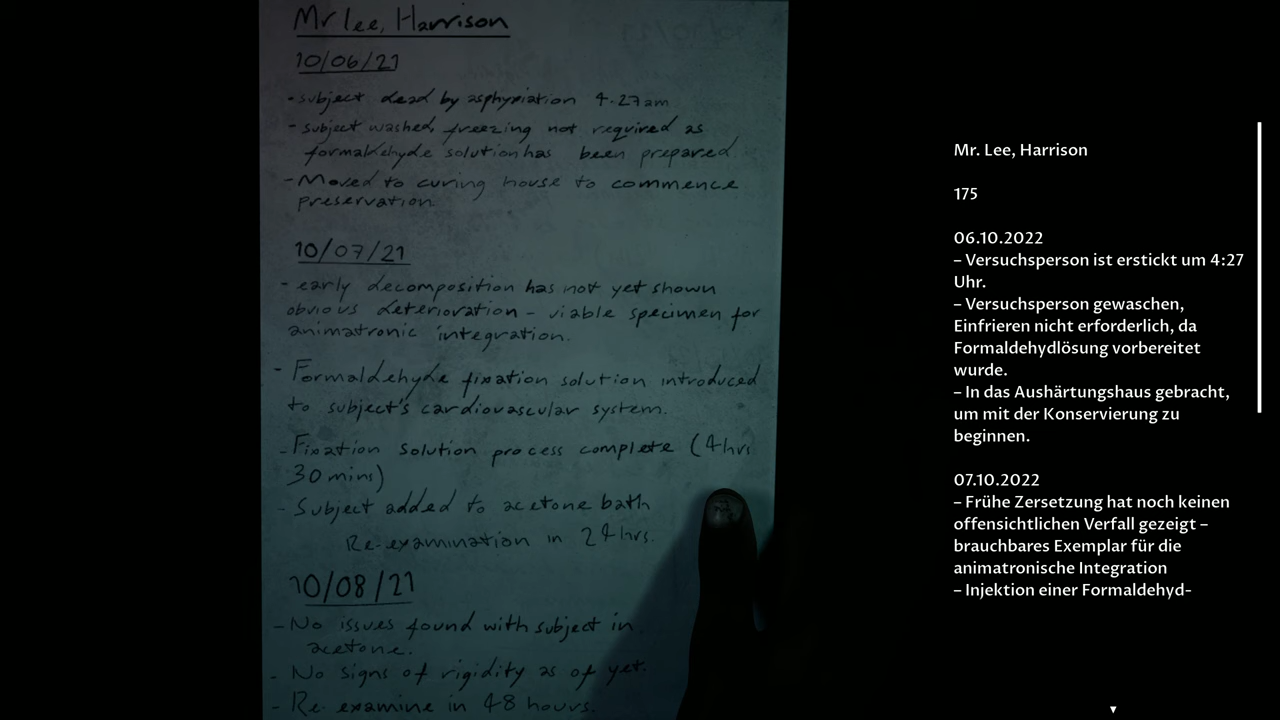 Mr lee, Harrison
10/06/21
- subject dead by asphyxiation 4.27am
- subject washed, freezing not required as
formaldehyde solution has been prepared.
- Moved to curing house to commence
preservation.
10/07/21
- early decomposition has not yet shown
obvious deterioration - viable specimen for
animatronic integration.
- Formaldehyde fixation solution introduced
to subject's cardiovascular system.
- Fixation solution process complete (4hrs
30 mins)
- Subject added to acetone bath
Re-examination in 24hrs.
10/08/21
- No issues found with subject in
acetone.
- No signs of rigidity as of yet.
- Re examine in 48 hours.
Mr. Lee, Harrison
175
06.10.2022
– Versuchsperson ist erstickt um 4:27
Uhr.
– Versuchsperson gewaschen,
Einfrieren nicht erforderlich, da
Formaldehydlösung vorbereitet
wurde.
– In das Aushärtungshaus gebracht,
um mit der Konservierung zu
beginnen.
07.10.2022
– Frühe Zersetzung hat noch keinen
offensichtlichen Verfall gezeigt –
brauchbares Exemplar für die
animatronische Integration
– Injektion einer Formaldehyd-